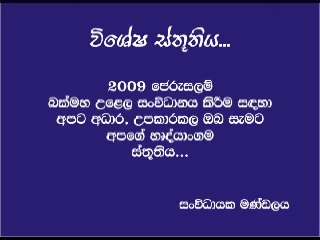 විශේෂ ස්තූතිය...
2009 ජෙරුසලම්
බක්මහ උළෙල සංවිධානය කිරීම සඳහා
අපට අධාර, උපකාරකල ඔබ සැමට
අපගේ හෘද්යාංගම
ස්තූතිය...
සංවිධායක මණ්ඩලය